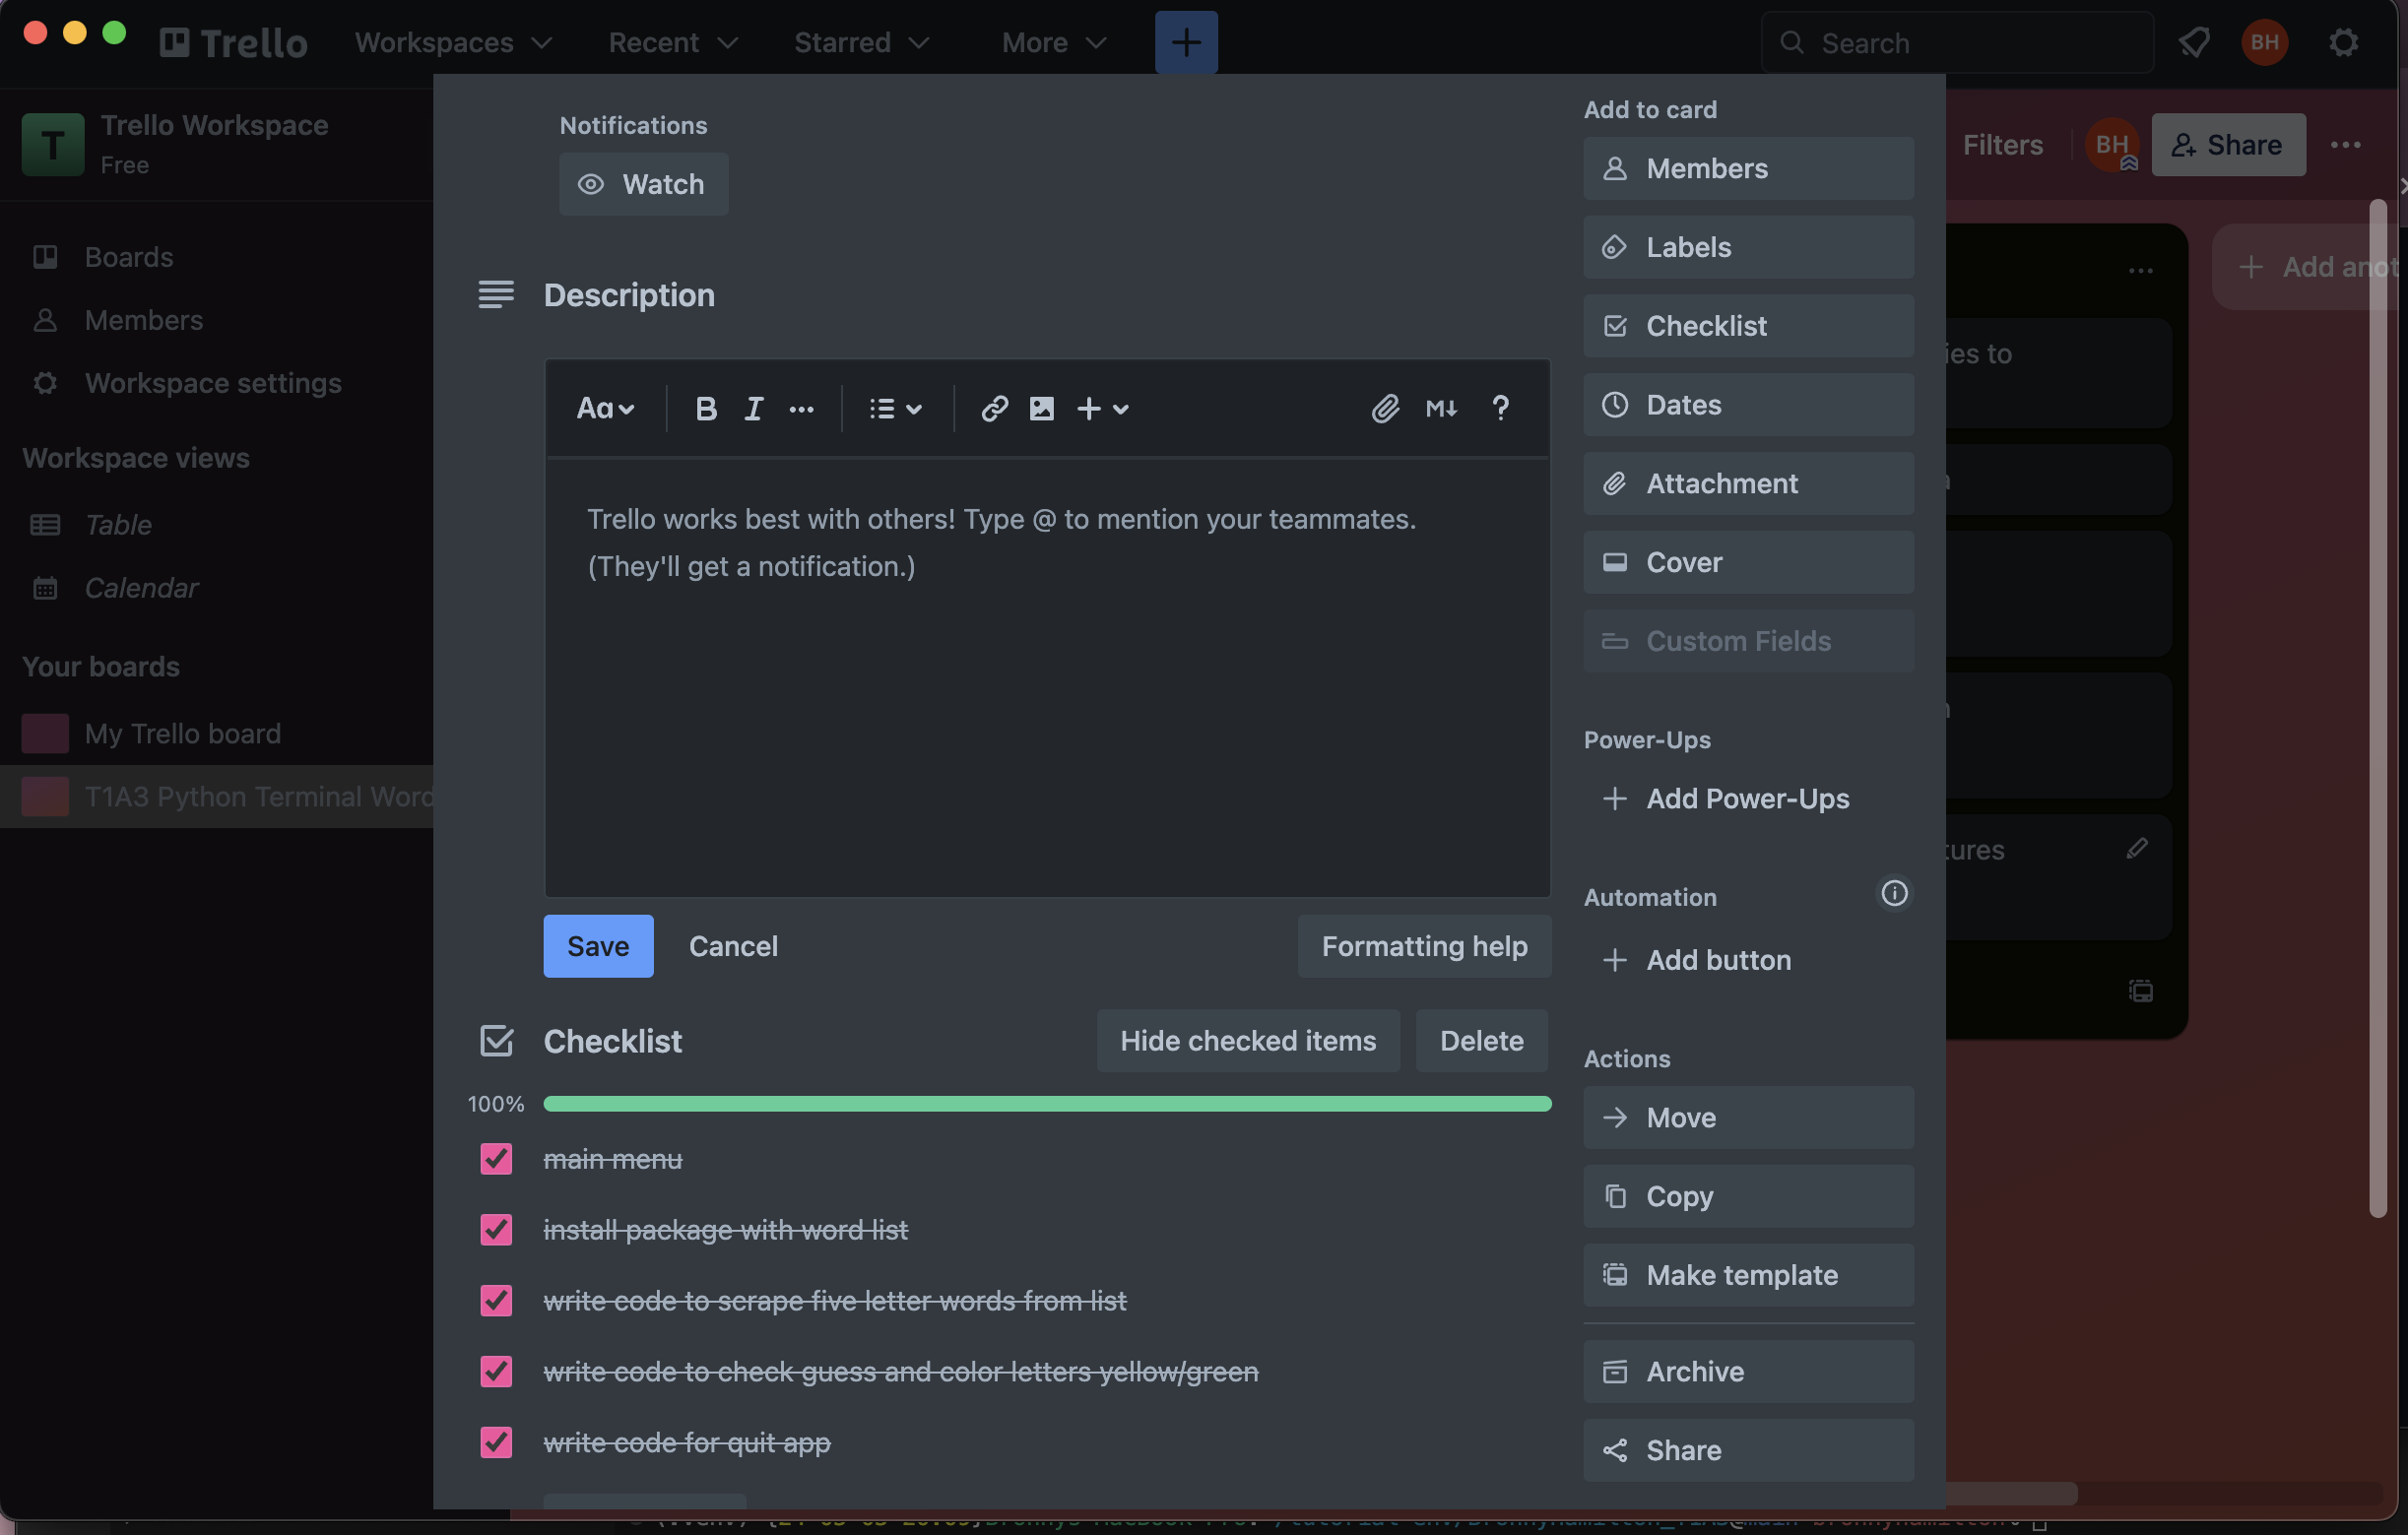 Trello
Workspaces
Recent
Starred
More
Search
BH
T
Trello Workspace
Free
Boards
Members
Workspace settings
Workspace views
Table
Calendar
Your boards
My Trello board
T1A3 Python Terminal Word
Notifications
Watch
Description
Aa
B I
M
?
Trello works best with others! Type @ to mention your teammates.
(They'll get a notification.)
Save
Cancel
Formatting help
Checklist
Hide checked items
Delete
100%
main menu
install package with word list
write code to scrape five letter words from list
write code to check guess and color letters yellow/green
write code for quit app
Add to card
Members
Labels
Checklist
Dates
Attachment
Cover
Custom Fields
Power-Ups
Add Power-Ups
Automation
Add button
Actions
Move
Copy
Make template
Archive
Share
Filters
BH
Share
Add anot
ies to
tures